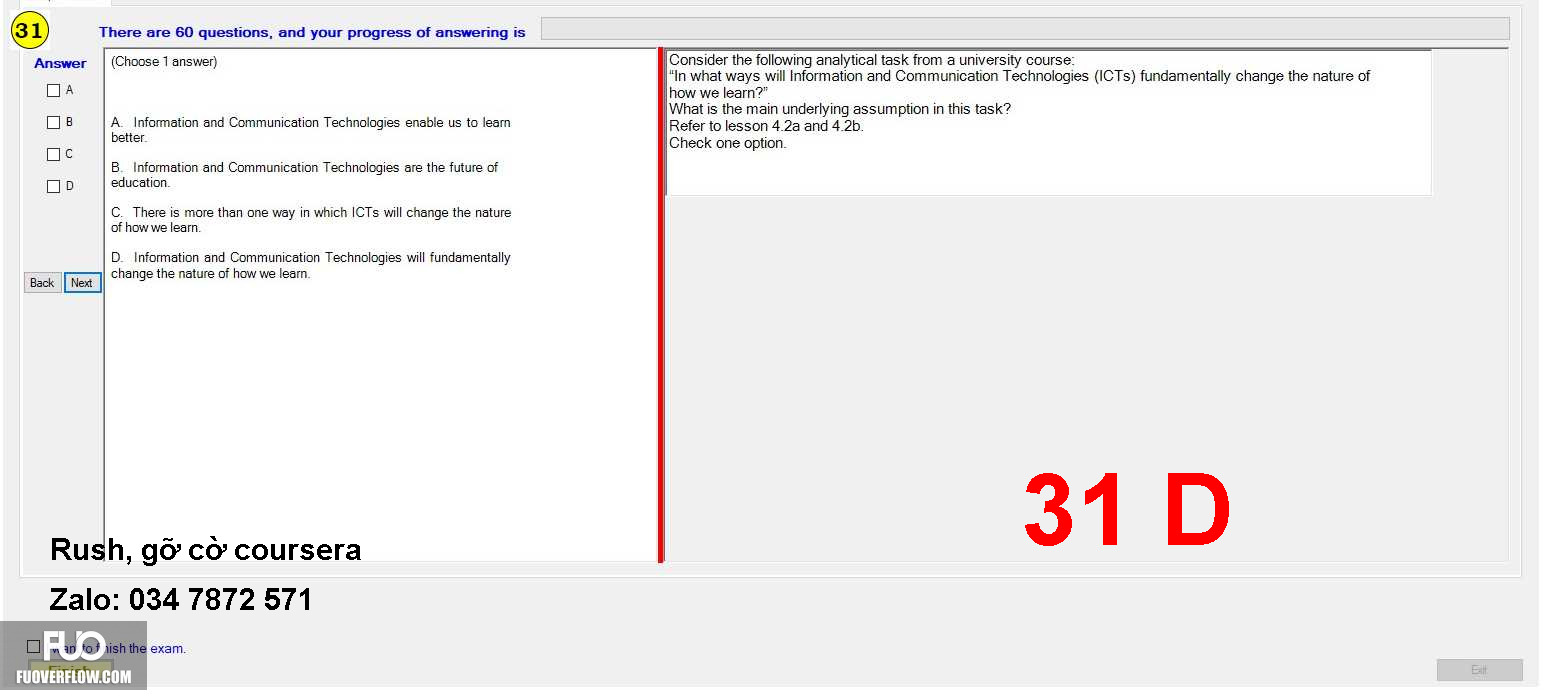 31
There are 60 questions, and your progress of answering is
Answer
A
B
C
D
Back
Next
(Choose 1 answer)
A. Information and Communication Technologies enable us to learn
better.
B. Information and Communication Technologies are the future of
education.
C. There is more than one way in which ICTs will change the nature
of how we learn.
D. Information and Communication Technologies will fundamentally
change the nature of how we learn.
Consider the following analytical task from a university course:
“In what ways will Information and Communication Technologies (ICTs) fundamentally change the nature of
how we learn?”
What is the main underlying assumption in this task?
Refer to lesson 4.2a and 4.2b.
Check one option.
31 D
Rush, gỡ cờ coursera
Zalo: 034 7872 571
FUO
want to finish the exam.
Finish
FUOVERFLOW.COM
Exit